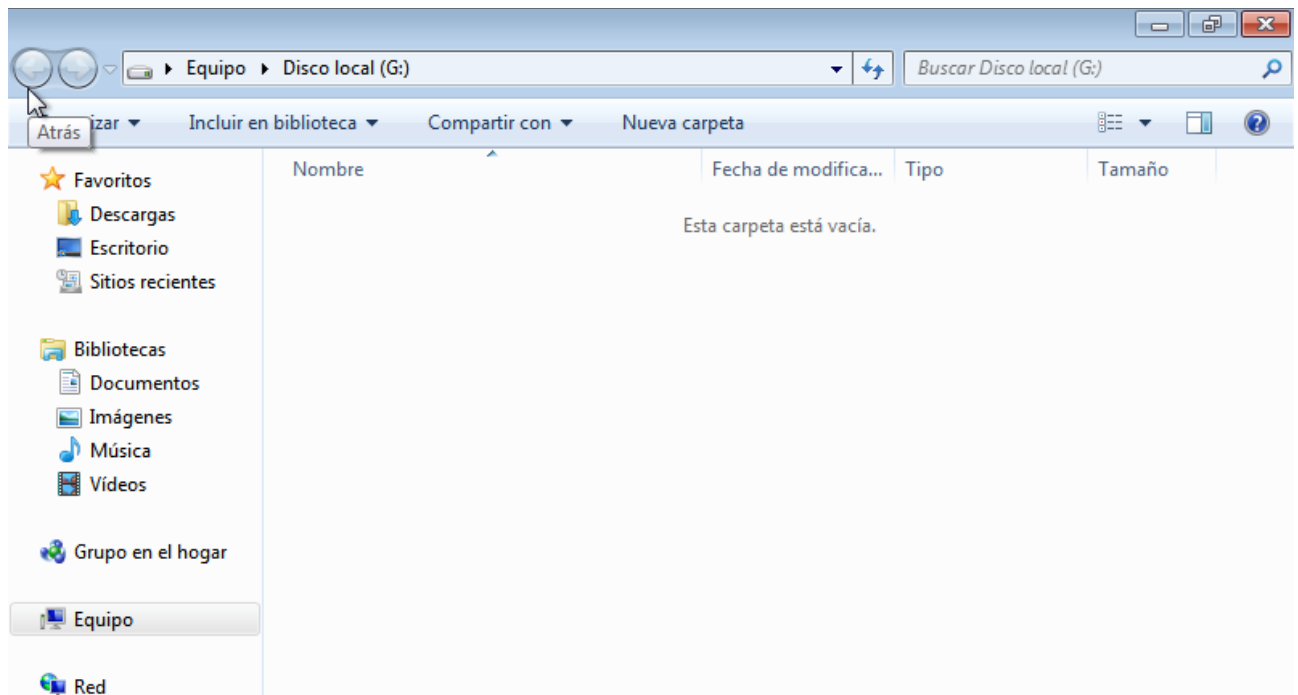 Equipo Disco local (G:) Buscar Disco local (G:)
izar Incluir en biblioteca Compartir con Nueva carpeta
Atrás
Nombre Fecha de modifica... Tipo Tamaño
Esta carpeta está vacía.
Favoritos
Descargas
Escritorio
Sitios recientes
Bibliotecas
Documentos
Imágenes
Música
Vídeos
Grupo en el hogar
Equipo
Red